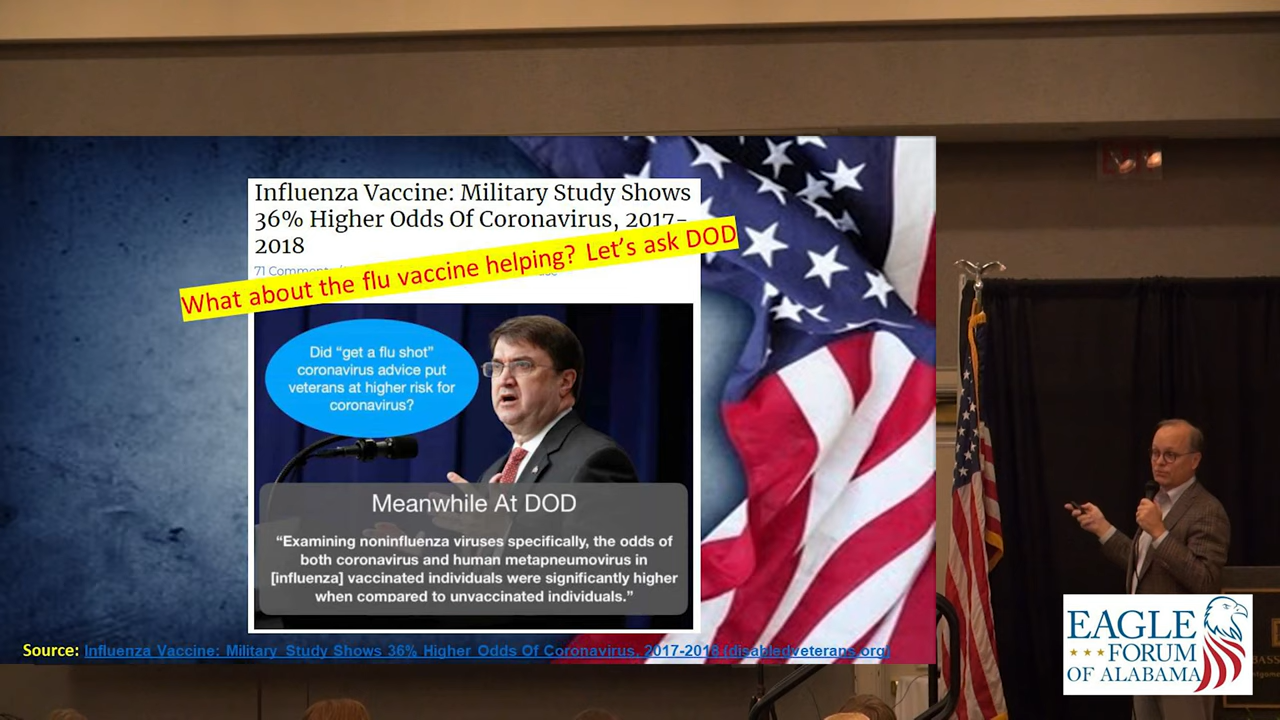 Influenza Vaccine: Military Study Shows
36% Higher Odds Of Coronavirus, 2017-
2018
What about the flu vaccine helping? Let's ask DOD
Did "get a flu shot"
coronavirus advice put
veterans at higher risk for
coronavirus?
Meanwhile At DOD
"Examining noninfluenza viruses specifically, the odds of
both coronavirus and human metapneumovirus in
[influenza] vaccinated individuals were significantly higher
when compared to unvaccinated individuals."
Source: Influenza Vaccine: Military Study Shows 36% Higher Odds Of Coronavirus, 2017-2018 (disabledveterans.org)
EAGLE
FORUM
OF ALABAMA